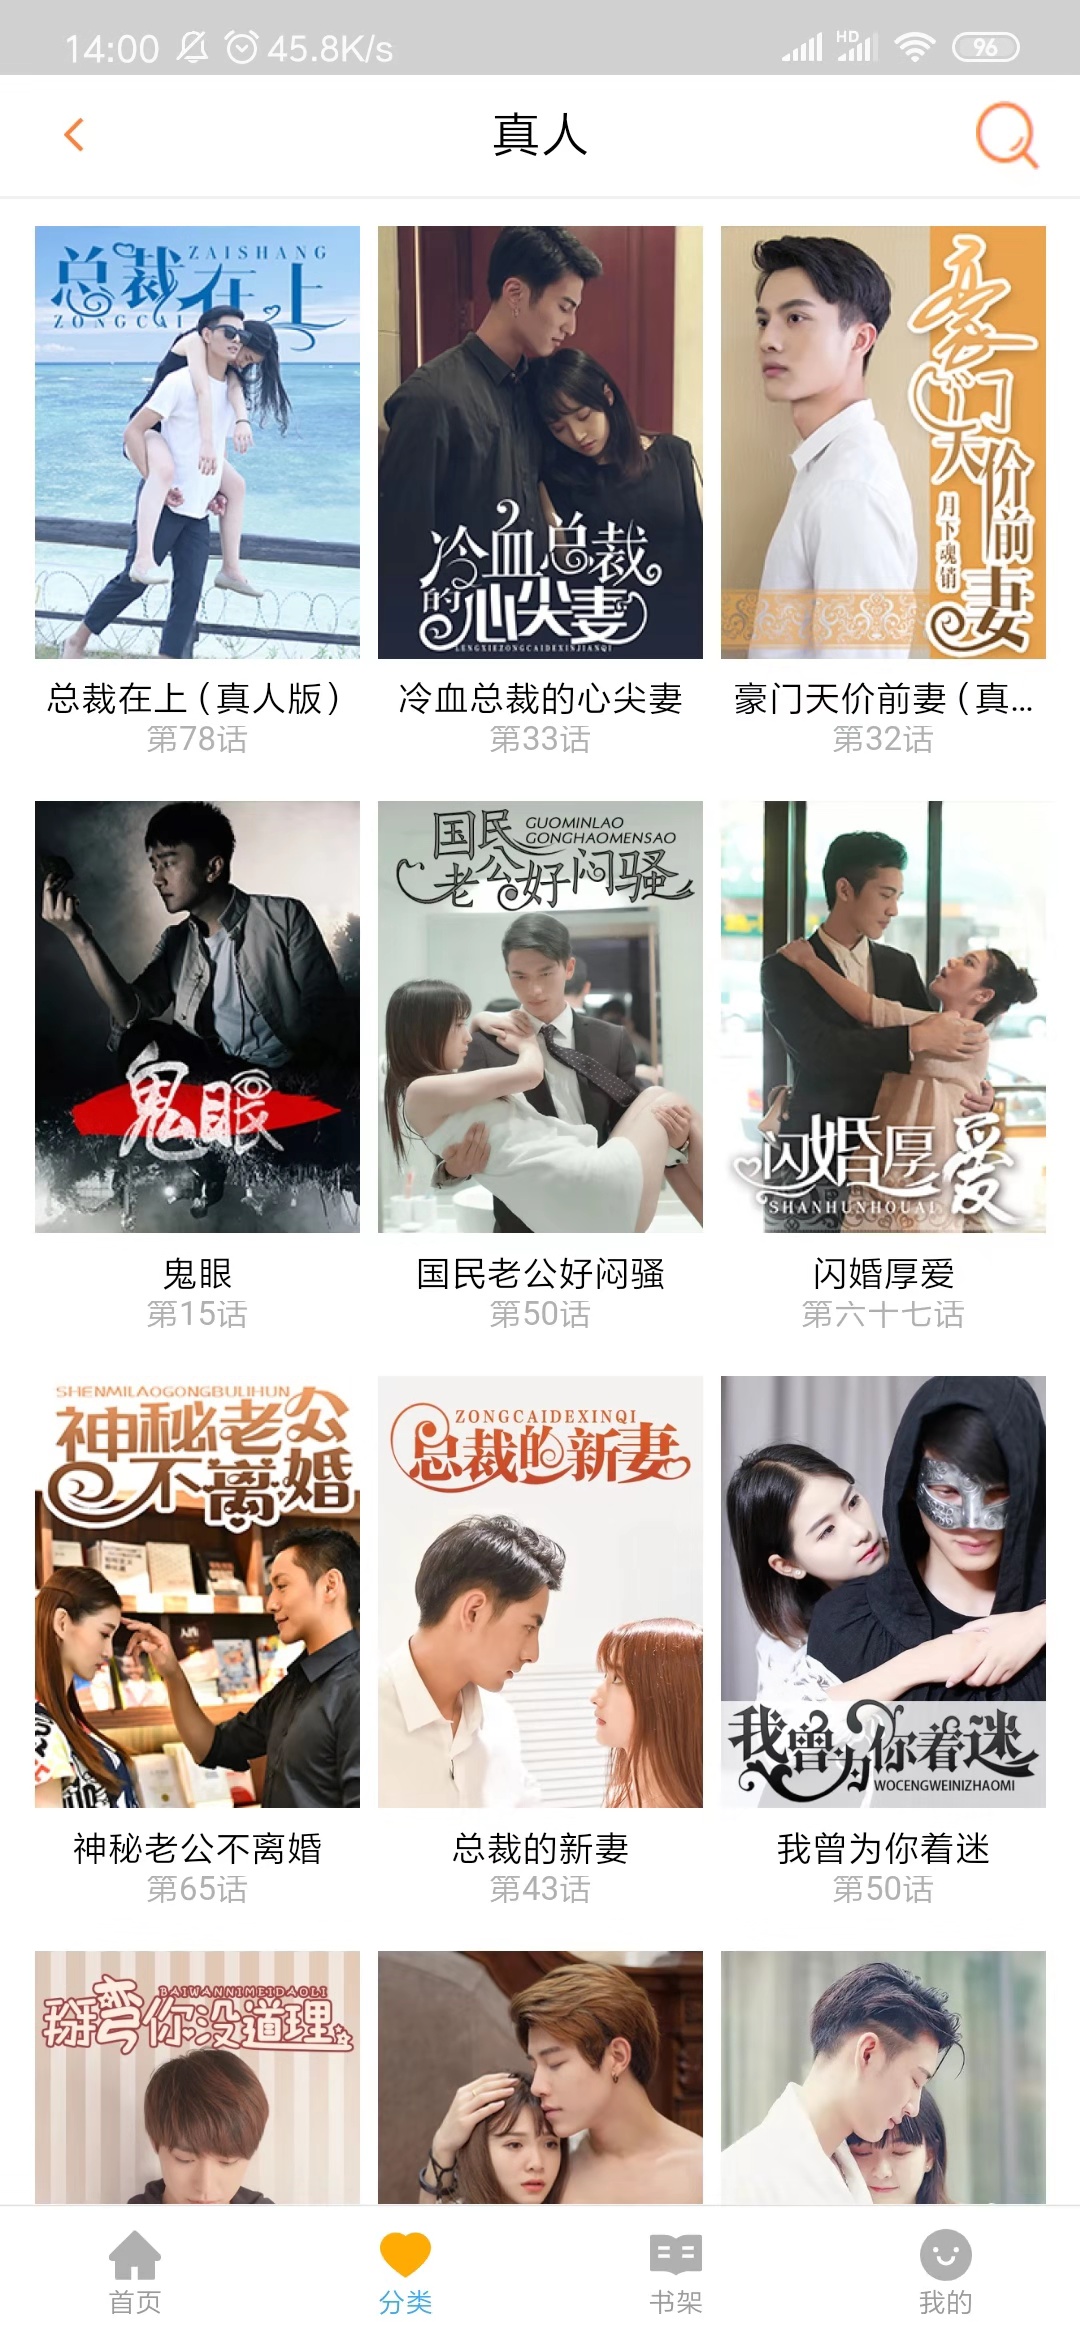 14:00 45.8K/s HD 96
真人
ZAISHANG
总裁在上
ZONGCAI
冷血总裁
的心尖妻
LENGXIEZONGCAIDEXINJIANQI
豪门天价前妻
月下魂销
总裁在上（真人版）
第78话
冷血总裁的心尖妻
第33话
豪门天价前妻（真...
第32话
鬼眼
国民老公好闷骚
GUOMINLAO
GONGHAOMENSAO
闪婚厚爱
SHANHUNHOUAI
鬼眼
第15话
国民老公好闷骚
第50话
闪婚厚爱
第六十七话
SHENMILAOGONGBULIHUN
神秘老公
不离婚
ZONGCAIDEXINQI
总裁的新妻
我曾为你着迷
WOCENGWEINIZHAOMI
神秘老公不离婚
第65话
总裁的新妻
第43话
我曾为你着迷
第50话
BAIWANNIMEIDAOLI
掰弯你没道理
首页
分类
书架
我的